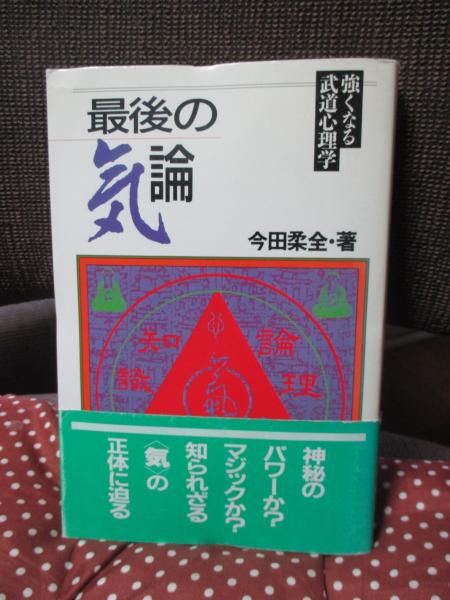 強くなる
武道心理学
最後の
気論
今田柔全・著
知識
論理
氣
神秘の
パワーか?
マジックか?
知られざる
〈気〉の
正体に迫る